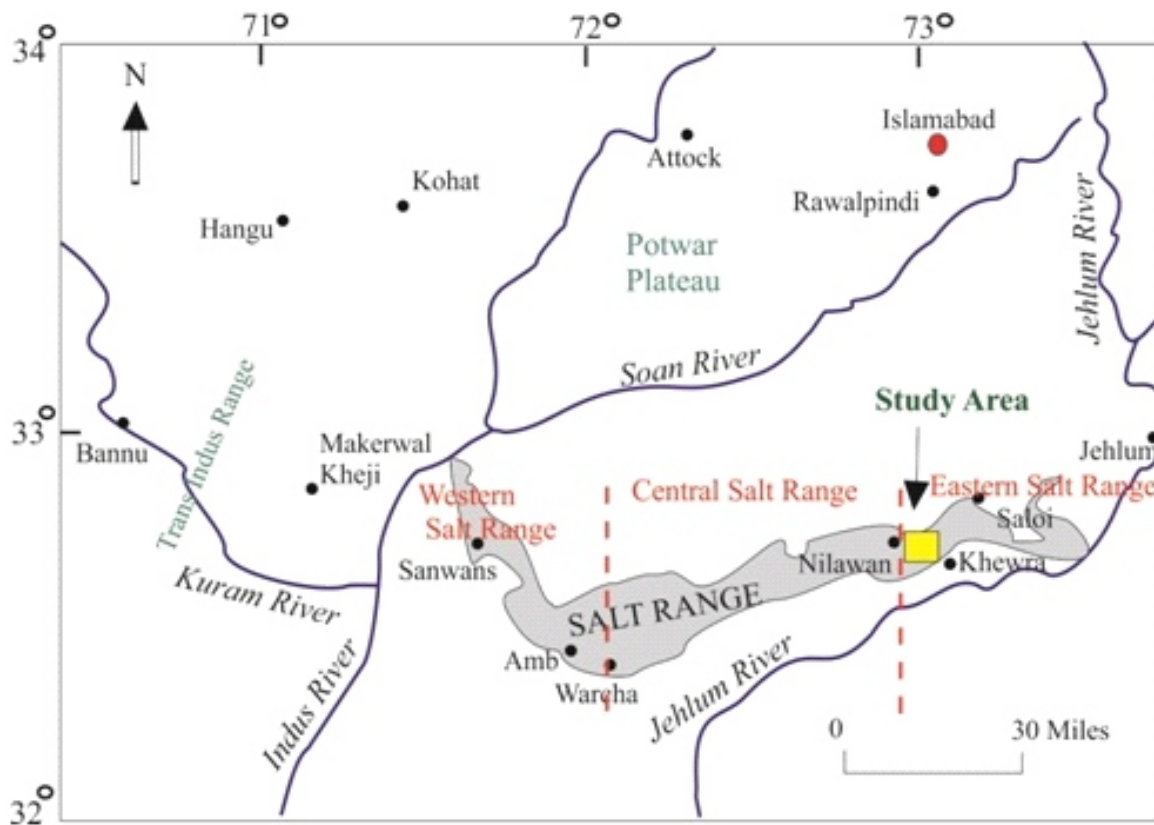 71°
72°
73°
34°
N
Islamabad
Attock
Kohat
Rawalpindi
Hangu
Potwar
Plateau
Jehlum River
Soan River
Study Area
33°
Bannu
Trans Indus Range
Makerwal
Kheji
Jehlum
Western
Salt Range
Central Salt Range
Eastern Salt Range
Saloi
Sanwans
Nilawan
Khewra
Kuram River
SALT RANGE
Amb
Warcha
Indus River
Jehlum River
0
30 Miles
32°